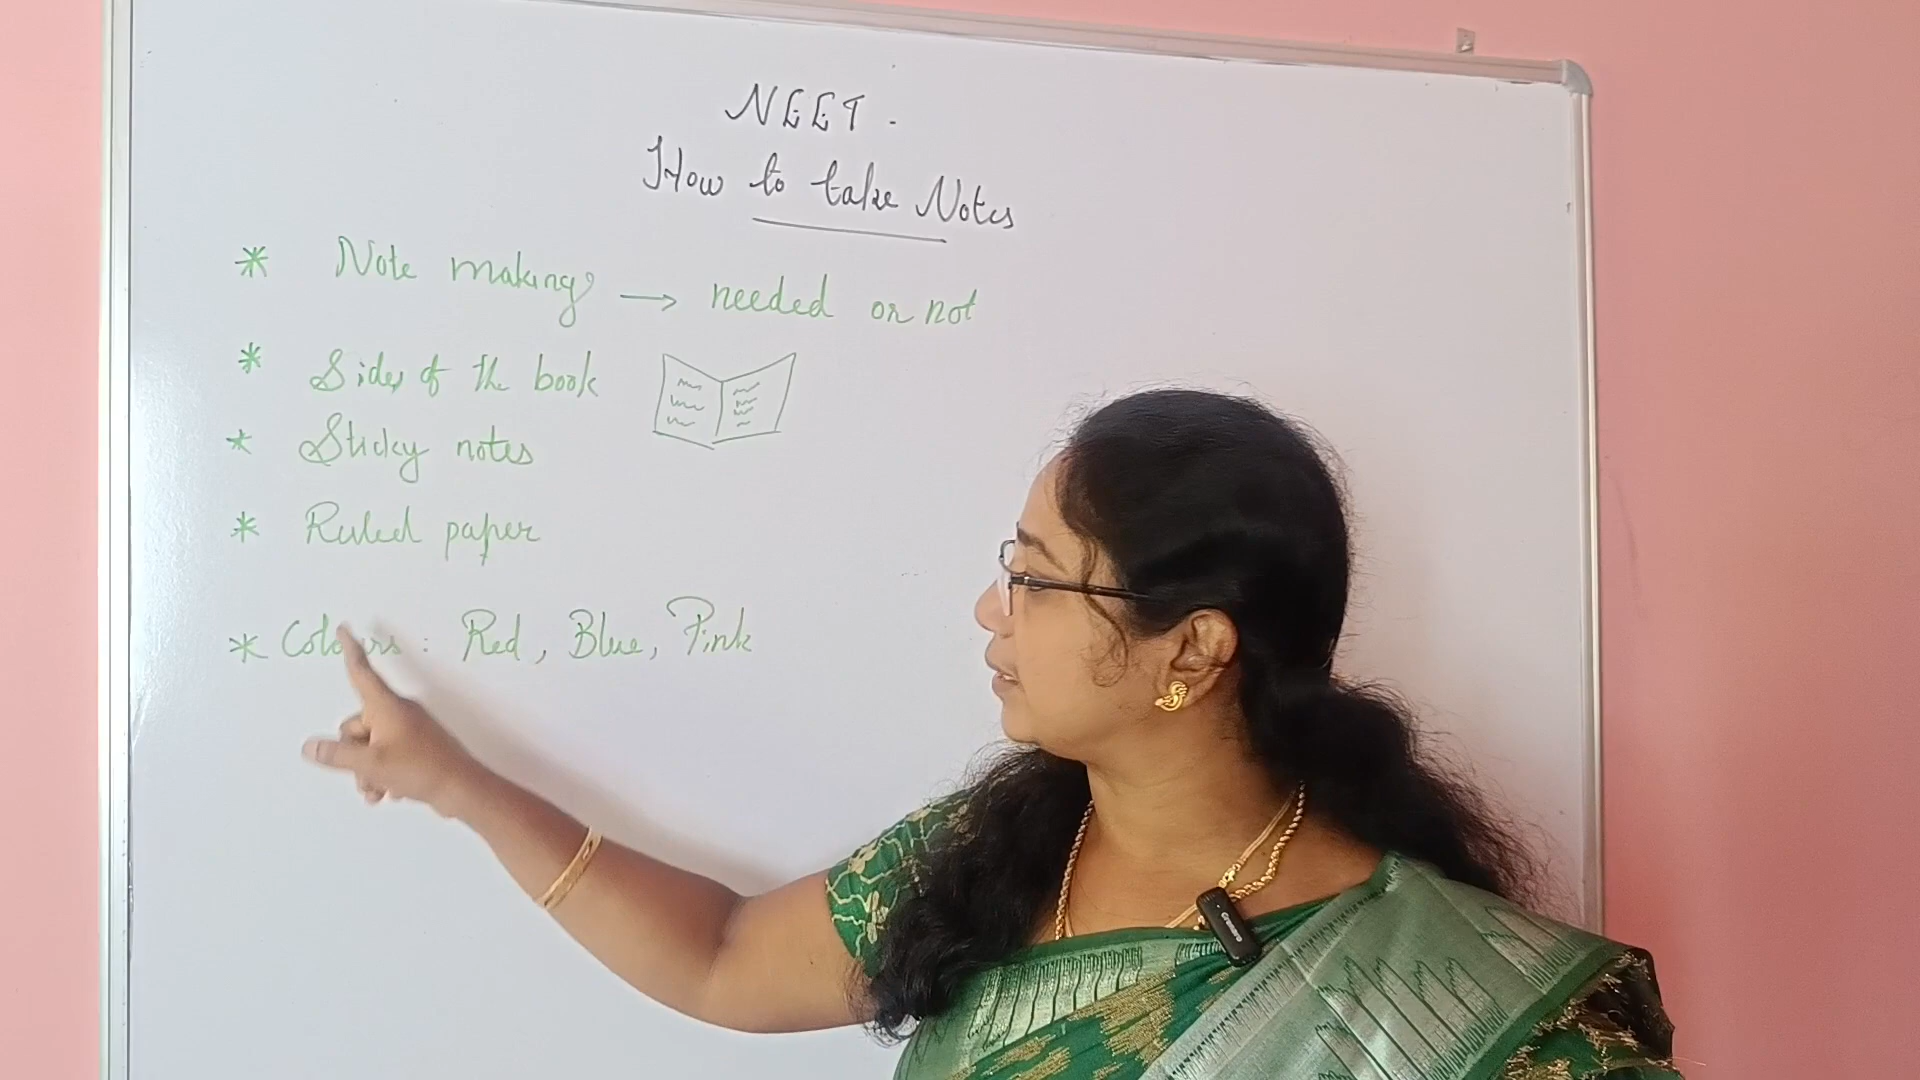 NEET.
How to take Notes
* Note making → needed or not
* Sides of the book
* Sticky notes
* Ruled paper
* Colours : Red, Blue, Pink